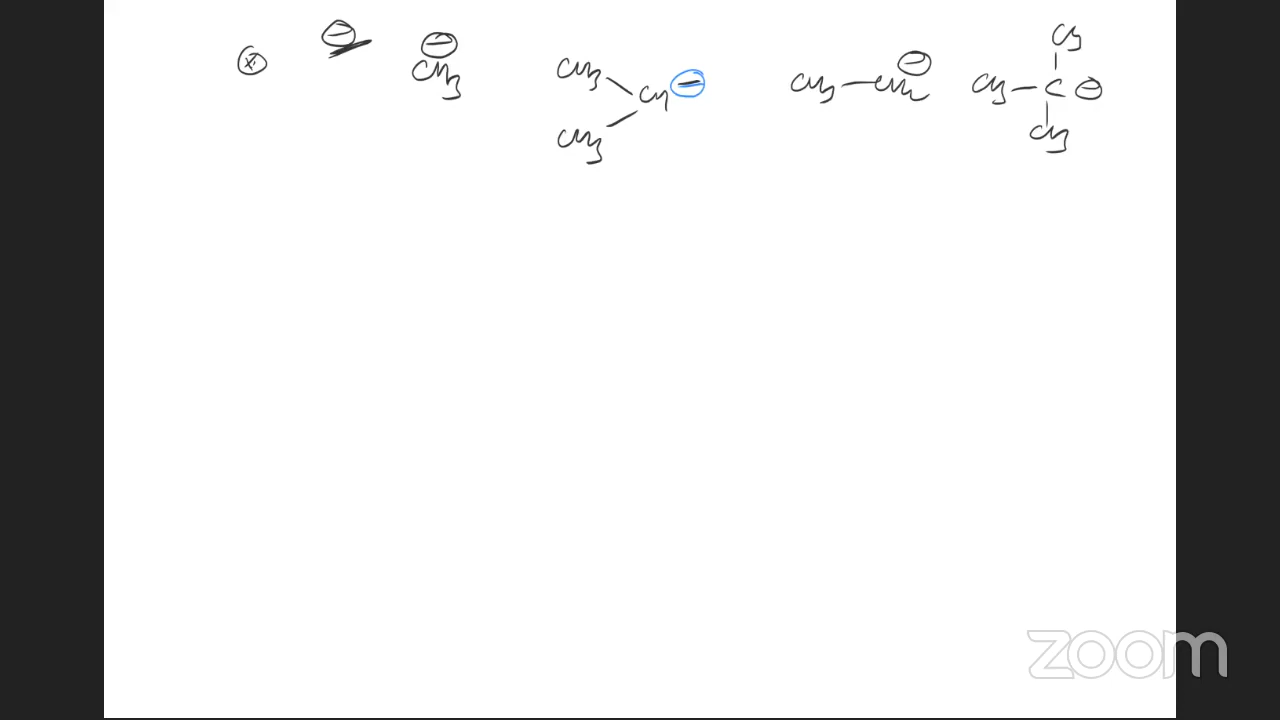 ⊗ ⊖ ⊖
CH3
CH3 CH ⊖
CH3
CH3—CH2 ⊖
CH3
CH3—C ⊖
CH3
zoom